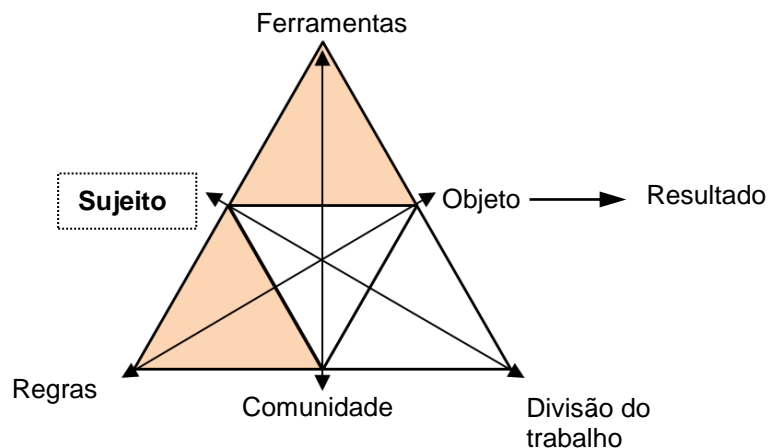 Ferramentas
Sujeito
Objeto
Resultado
Regras
Comunidade
Divisão do
trabalho